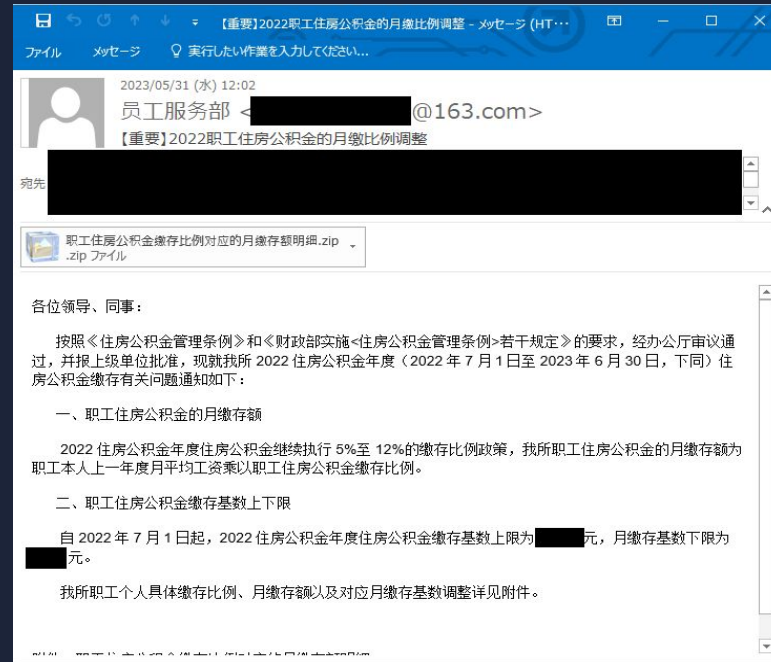 【重要】2022职工住房公积金的月缴比例调整 - メッセージ (HT…
ファイル メッセージ 実行したい作業を入力してください...
2023/05/31 (水) 12:02
员工服务部 < @163.com>
【重要】2022职工住房公积金的月缴比例调整
宛先
职工住房公积金缴存比例对应的月缴存额明细.zip
.zip ファイル
各位领导、同事：
按照《住房公积金管理条例》和《财政部实施<住房公积金管理条例>若干规定》的要求，经办公厅审议通
过，并报上级单位批准，现就我所 2022 住房公积金年度（2022 年 7 月 1 日至 2023 年 6 月 30 日，下同）住
房公积金缴存有关问题通知如下：
一、职工住房公积金的月缴存额
2022 住房公积金年度住房公积金继续执行 5%至 12%的缴存比例政策，我所职工住房公积金的月缴存额为
职工本人上一年度月平均工资乘以职工住房公积金缴存比例。
二、职工住房公积金缴存基数上下限
自 2022 年 7 月 1 日起，2022 住房公积金年度住房公积金缴存基数上限为 元，月缴存基数下限为
元。
我所职工个人具体缴存比例、月缴存额以及对应月缴存基数调整详见附件。